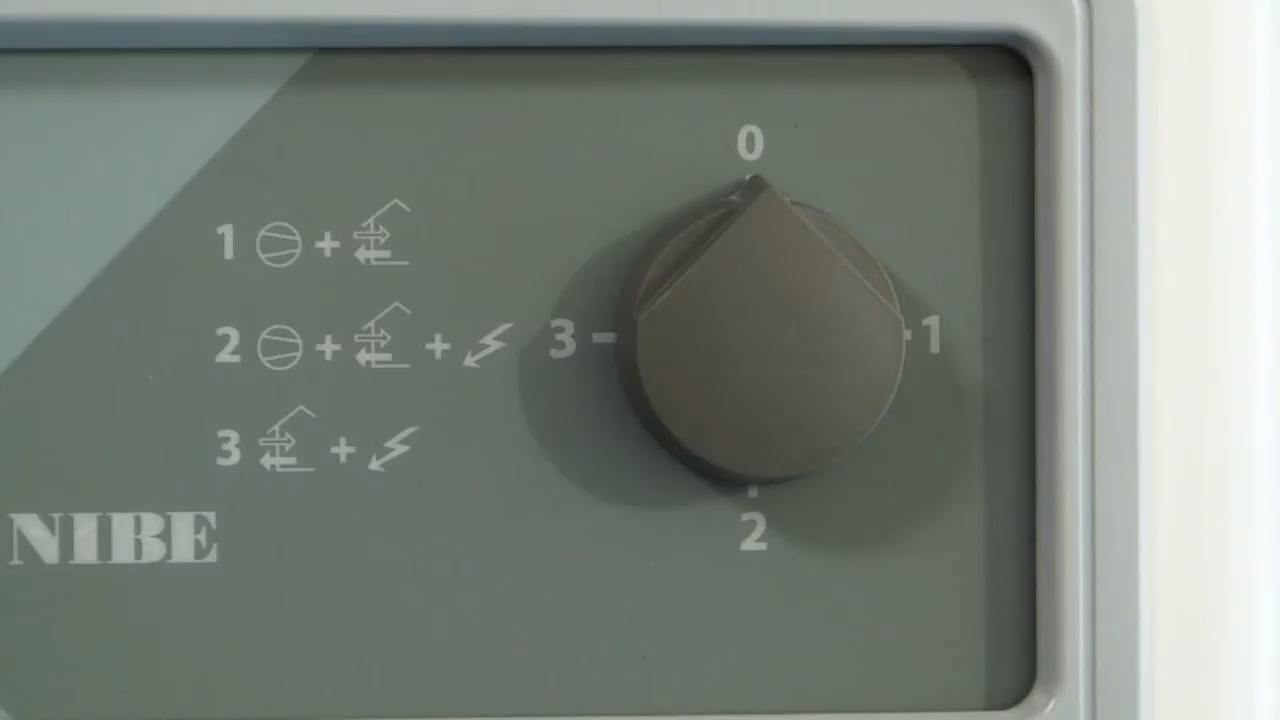 0
1 +
2 + +
3 +
3 - - 1
2
NIBE